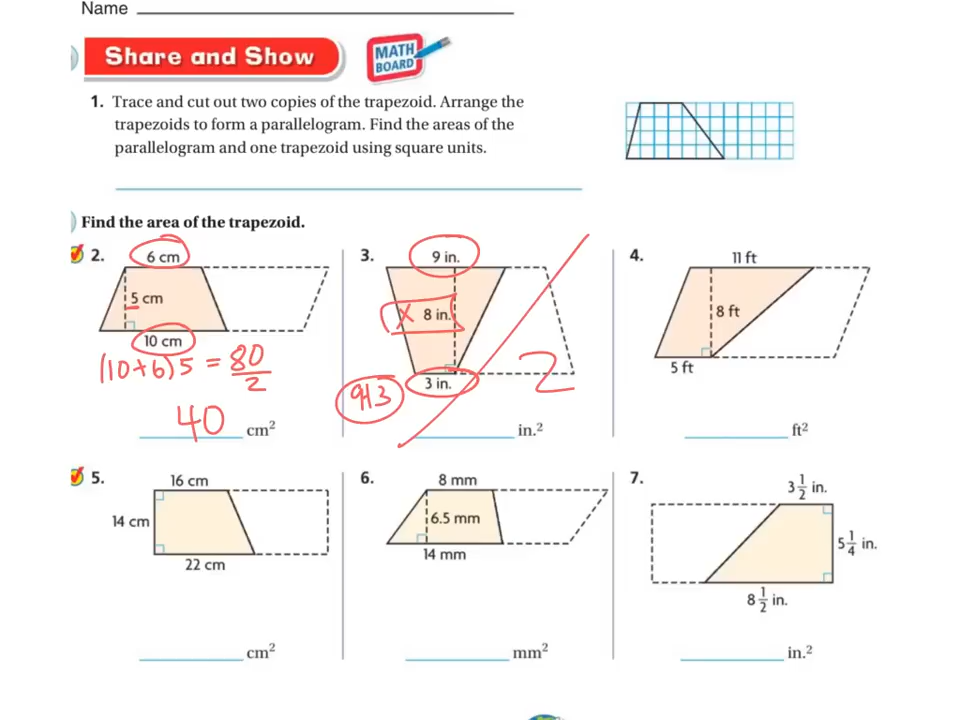 Name
Share and Show
MATH
BOARD
1. Trace and cut out two copies of the trapezoid. Arrange the
trapezoids to form a parallelogram. Find the areas of the
parallelogram and one trapezoid using square units.
Find the area of the trapezoid.
2.
6 cm
5 cm
10 cm
(10+6)5 = 80/2
40
cm²
3.
9 in.
x 8 in.
3 in.
9+3
2
in.²
4.
11 ft
8 ft
5 ft
ft²
5.
16 cm
14 cm
22 cm
cm²
6.
8 mm
6.5 mm
14 mm
mm²
7.
3 1/2 in.
5 1/4 in.
8 1/2 in.
in.²